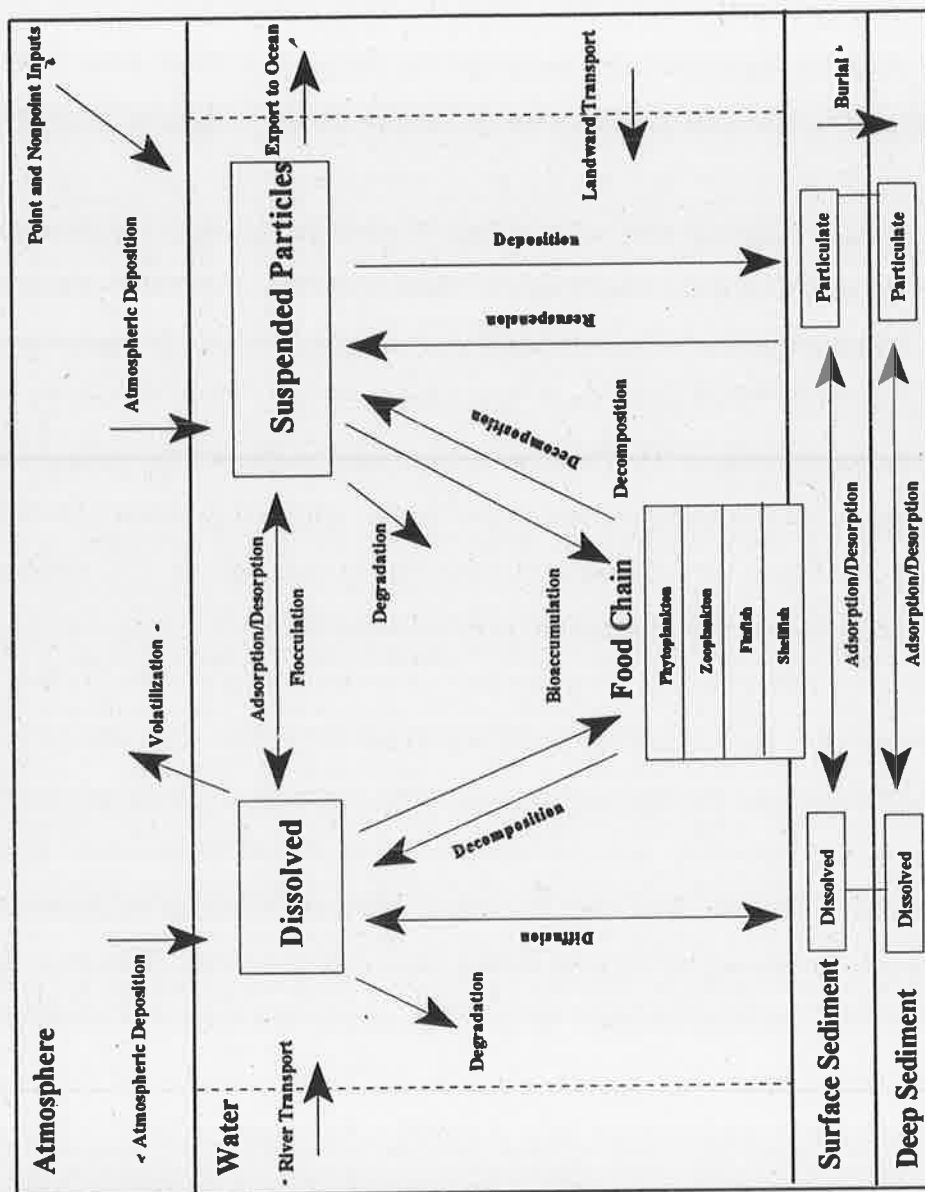 Atmosphere
Point and Nonpoint Inputs
Atmospheric Deposition
Volatilization
Atmospheric Deposition
Water
River Transport
Dissolved
Adsorption/Desorption
Flocculation
Suspended Particles
Export to Ocean
Degradation
Degradation
Diffusion
Decomposition
Bioaccumulation
Decomposition
Decomposition
Resuspension
Deposition
Landward Transport
Food Chain
Phytoplankton
Zooplankton
Finfish
Shellfish
Surface Sediment
Dissolved
Adsorption/Desorption
Particulate
Burial
Deep Sediment
Dissolved
Adsorption/Desorption
Particulate